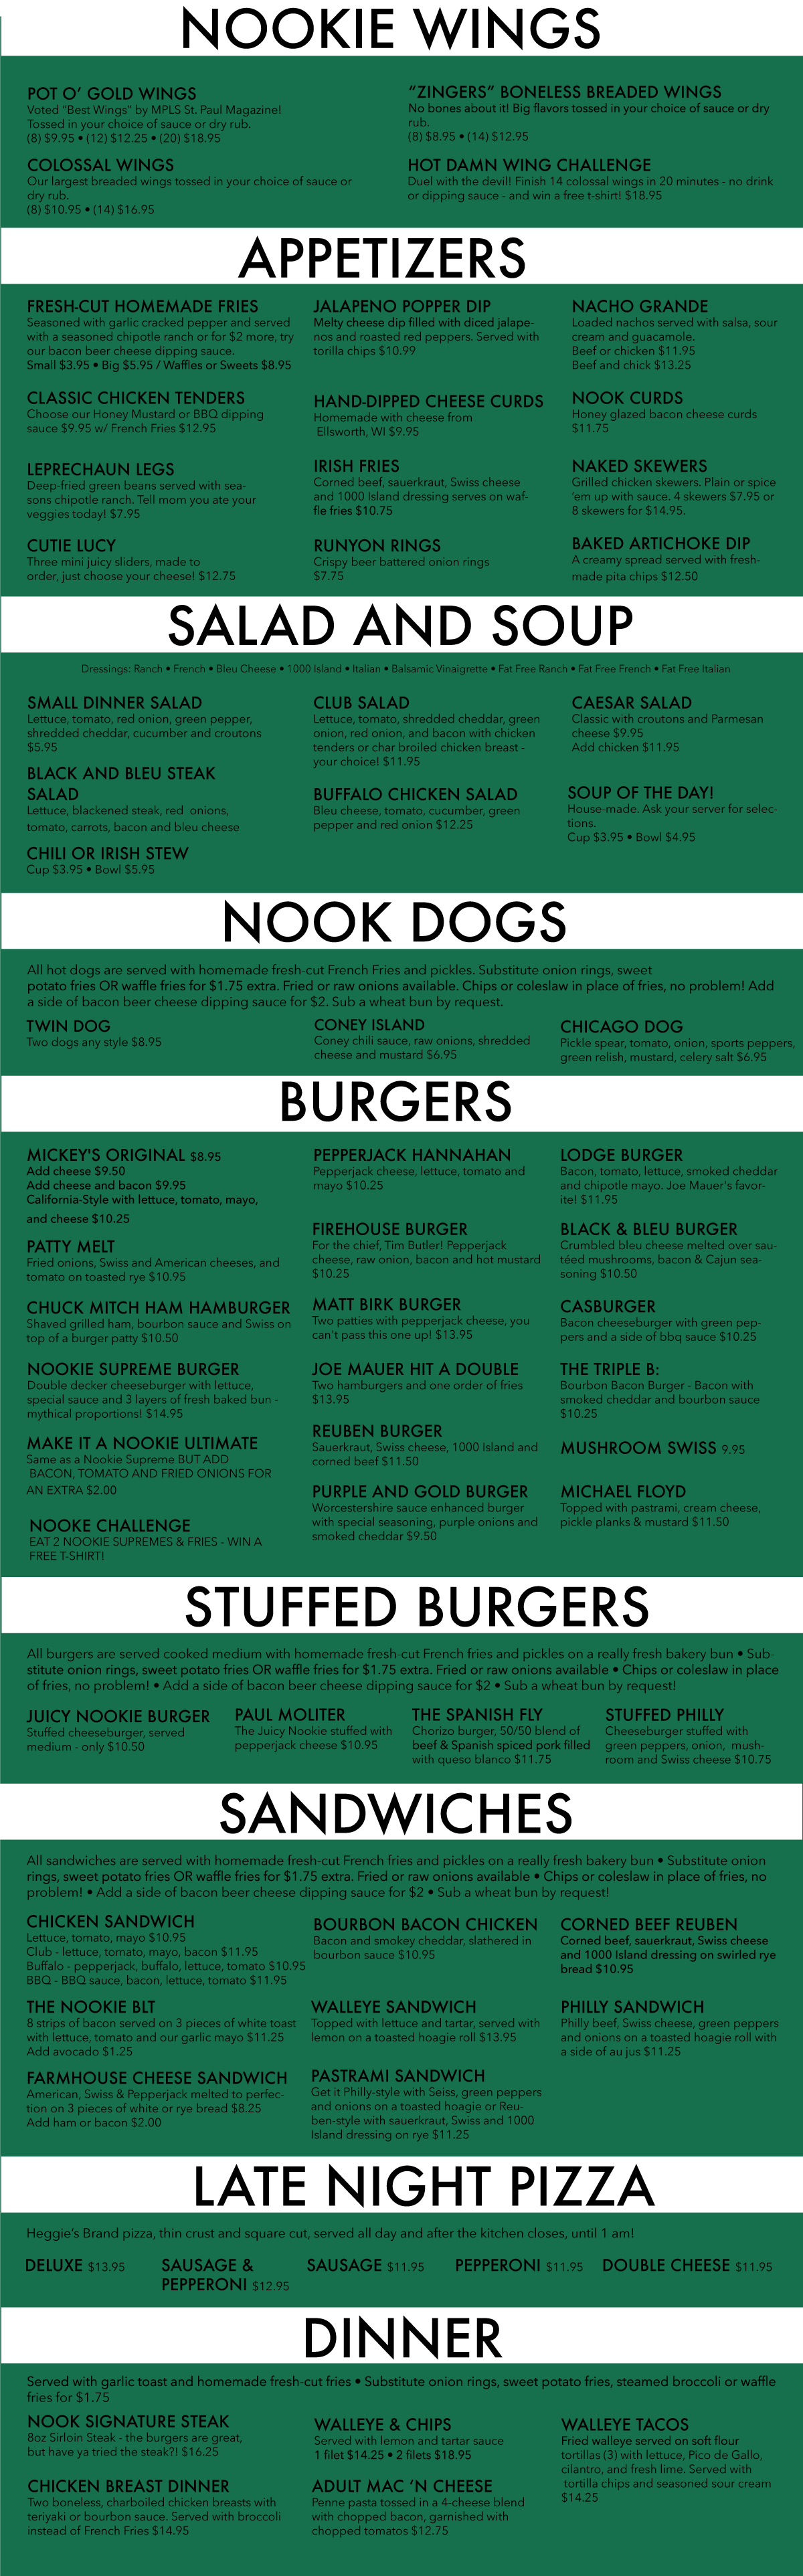 NOOKIE WINGS
POT O’ GOLD WINGS
Voted “Best Wings” by MPLS St. Paul Magazine!
Tossed in your choice of sauce or dry rub.
(8) $9.95 • (12) $12.25 • (20) $18.95
“ZINGERS” BONELESS BREADED WINGS
No bones about it! Big flavors tossed in your choice of sauce or dry
rub.
(8) $8.95 • (14) $12.95
COLOSSAL WINGS
Our largest breaded wings tossed in your choice of sauce or
dry rub.
(8) $10.95 • (14) $16.95
HOT DAMN WING CHALLENGE
Duel with the devil! Finish 14 colossal wings in 20 minutes - no drink
or dipping sauce - and win a free t-shirt! $18.95
APPETIZERS
FRESH-CUT HOMEMADE FRIES
Seasoned with garlic cracked pepper and served
with a seasoned chipotle ranch or for $2 more, try
our bacon beer cheese dipping sauce.
Small $3.95 • Big $5.95 / Waffles or Sweets $8.95
JALAPENO POPPER DIP
Melty cheese dip filled with diced jalape-
nos and roasted red peppers. Served with
torilla chips $10.99
NACHO GRANDE
Loaded nachos served with salsa, sour
cream and guacamole.
Beef or chicken $11.95
Beef and chick $13.25
CLASSIC CHICKEN TENDERS
Choose our Honey Mustard or BBQ dipping
sauce $9.95 w/ French Fries $12.95
HAND-DIPPED CHEESE CURDS
Homemade with cheese from
Ellsworth, WI $9.95
NOOK CURDS
Honey glazed bacon cheese curds
$11.75
LEPRECHAUN LEGS
Deep-fried green beans served with sea-
sons chipotle ranch. Tell mom you ate your
veggies today! $7.95
IRISH FRIES
Corned beef, sauerkraut, Swiss cheese
and 1000 Island dressing serves on waf-
fle fries $10.75
NAKED SKEWERS
Grilled chicken skewers. Plain or spice
‘em up with sauce. 4 skewers $7.95 or
8 skewers for $14.95.
CUTIE LUCY
Three mini juicy sliders, made to
order, just choose your cheese! $12.75
RUNYON RINGS
Crispy beer battered onion rings
$7.75
BAKED ARTICHOKE DIP
A creamy spread served with fresh-
made pita chips $12.50
SALAD AND SOUP
Dressings: Ranch • French • Bleu Cheese • 1000 Island • Italian • Balsamic Vinaigrette • Fat Free Ranch • Fat Free French • Fat Free Italian
SMALL DINNER SALAD
Lettuce, tomato, red onion, green pepper,
shredded cheddar, cucumber and croutons
$5.95
CLUB SALAD
Lettuce, tomato, shredded cheddar, green
onion, red onion, and bacon with chicken
tenders or char broiled chicken breast -
your choice! $11.95
CAESAR SALAD
Classic with croutons and Parmesan
cheese $9.95
Add chicken $11.95
BLACK AND BLEU STEAK
SALAD
Lettuce, blackened steak, red onions,
tomato, carrots, bacon and bleu cheese
BUFFALO CHICKEN SALAD
Bleu cheese, tomato, cucumber, green
pepper and red onion $12.25
SOUP OF THE DAY!
House-made. Ask your server for selec-
tions.
Cup $3.95 • Bowl $4.95
CHILI OR IRISH STEW
Cup $3.95 • Bowl $5.95
NOOK DOGS
All hot dogs are served with homemade fresh-cut French Fries and pickles. Substitute onion rings, sweet
potato fries OR waffle fries for $1.75 extra. Fried or raw onions available. Chips or coleslaw in place of fries, no problem! Add
a side of bacon beer cheese dipping sauce for $2. Sub a wheat bun by request.
TWIN DOG
Two dogs any style $8.95
CONEY ISLAND
Coney chili sauce, raw onions, shredded
cheese and mustard $6.95
CHICAGO DOG
Pickle spear, tomato, onion, sports peppers,
green relish, mustard, celery salt $6.95
BURGERS
MICKEY'S ORIGINAL $8.95
Add cheese $9.50
Add cheese and bacon $9.95
California-Style with lettuce, tomato, mayo,
and cheese $10.25
PEPPERJACK HANNAHAN
Pepperjack cheese, lettuce, tomato and
mayo $10.25
LODGE BURGER
Bacon, tomato, lettuce, smoked cheddar
and chipotle mayo. Joe Mauer's favor-
ite! $11.95
PATTY MELT
Fried onions, Swiss and American cheeses, and
tomato on toasted rye $10.95
FIREHOUSE BURGER
For the chief, Tim Butler! Pepperjack
cheese, raw onion, bacon and hot mustard
$10.25
BLACK & BLEU BURGER
Crumbled bleu cheese melted over sau-
téed mushrooms, bacon & Cajun sea-
soning $10.50
CHUCK MITCH HAM HAMBURGER
Shaved grilled ham, bourbon sauce and Swiss on
top of a burger patty $10.50
MATT BIRK BURGER
Two patties with pepperjack cheese, you
can't pass this one up! $13.95
CASBURGER
Bacon cheeseburger with green pep-
pers and a side of bbq sauce $10.25
NOOKIE SUPREME BURGER
Double decker cheeseburger with lettuce,
special sauce and 3 layers of fresh baked bun -
mythical proportions! $14.95
JOE MAUER HIT A DOUBLE
Two hamburgers and one order of fries
$13.95
THE TRIPLE B:
Bourbon Bacon Burger - Bacon with
smoked cheddar and bourbon sauce
$10.25
MAKE IT A NOOKIE ULTIMATE
Same as a Nookie Supreme BUT ADD
BACON, TOMATO AND FRIED ONIONS FOR
AN EXTRA $2.00
REUBEN BURGER
Sauerkraut, Swiss cheese, 1000 Island and
corned beef $11.50
MUSHROOM SWISS 9.95
NOOKE CHALLENGE
EAT 2 NOOKIE SUPREMES & FRIES - WIN A
FREE T-SHIRT!
PURPLE AND GOLD BURGER
Worcestershire sauce enhanced burger
with special seasoning, purple onions and
smoked cheddar $9.50
MICHAEL FLOYD
Topped with pastrami, cream cheese,
pickle planks & mustard $11.50
STUFFED BURGERS
All burgers are served cooked medium with homemade fresh-cut French fries and pickles on a really fresh bakery bun • Sub-
stitute onion rings, sweet potato fries OR waffle fries for $1.75 extra. Fried or raw onions available • Chips or coleslaw in place
of fries, no problem! • Add a side of bacon beer cheese dipping sauce for $2 • Sub a wheat bun by request!
JUICY NOOKIE BURGER
Stuffed cheeseburger, served
medium - only $10.50
PAUL MOLITER
The Juicy Nookie stuffed with
pepperjack cheese $10.95
THE SPANISH FLY
Chorizo burger, 50/50 blend of
beef & Spanish spiced pork filled
with queso blanco $11.75
STUFFED PHILLY
Cheeseburger stuffed with
green peppers, onion, mush-
room and Swiss cheese $10.75
SANDWICHES
All sandwiches are served with homemade fresh-cut French fries and pickles on a really fresh bakery bun • Substitute onion
rings, sweet potato fries OR waffle fries for $1.75 extra. Fried or raw onions available • Chips or coleslaw in place of fries, no
problem! • Add a side of bacon beer cheese dipping sauce for $2 • Sub a wheat bun by request!
CHICKEN SANDWICH
Lettuce, tomato, mayo $10.95
Club - lettuce, tomato, mayo, bacon $11.95
Buffalo - pepperjack, buffalo, lettuce, tomato $10.95
BBQ - BBQ sauce, bacon, lettuce, tomato $11.95
BOURBON BACON CHICKEN
Bacon and smokey cheddar, slathered in
bourbon sauce $10.95
CORNED BEEF REUBEN
Corned beef, sauerkraut, Swiss cheese
and 1000 Island dressing on swirled rye
bread $10.95
THE NOOKIE BLT
8 strips of bacon served on 3 pieces of white toast
with lettuce, tomato and our garlic mayo $11.25
Add avocado $1.25
WALLEYE SANDWICH
Topped with lettuce and tartar, served with
lemon on a toasted hoagie roll $13.95
PHILLY SANDWICH
Philly beef, Swiss cheese, green peppers
and onions on a toasted hoagie roll with
a side of au jus $11.25
FARMHOUSE CHEESE SANDWICH
American, Swiss & Pepperjack melted to perfec-
tion on 3 pieces of white or rye bread $8.25
Add ham or bacon $2.00
PASTRAMI SANDWICH
Get it Philly-style with Seiss, green peppers
and onions on a toasted hoagie or Reu-
ben-style with sauerkraut, Swiss and 1000
Island dressing on rye $11.25
LATE NIGHT PIZZA
Heggie’s Brand pizza, thin crust and square cut, served all day and after the kitchen closes, until 1 am!
DELUXE $13.95
SAUSAGE &
PEPPERONI $12.95
SAUSAGE $11.95
PEPPERONI $11.95
DOUBLE CHEESE $11.95
DINNER
Served with garlic toast and homemade fresh-cut fries • Substitute onion rings, sweet potato fries, steamed broccoli or waffle
fries for $1.75
NOOK SIGNATURE STEAK
8oz Sirloin Steak - the burgers are great,
but have ya tried the steak?! $16.25
WALLEYE & CHIPS
Served with lemon and tartar sauce
1 filet $14.25 • 2 filets $18.95
WALLEYE TACOS
Fried walleye served on soft flour
tortillas (3) with lettuce, Pico de Gallo,
cilantro, and fresh lime. Served with
tortilla chips and seasoned sour cream
$14.25
CHICKEN BREAST DINNER
Two boneless, charboiled chicken breasts with
teriyaki or bourbon sauce. Served with broccoli
instead of French Fries $14.95
ADULT MAC ‘N CHEESE
Penne pasta tossed in a 4-cheese blend
with chopped bacon, garnished with
chopped tomatos $12.75